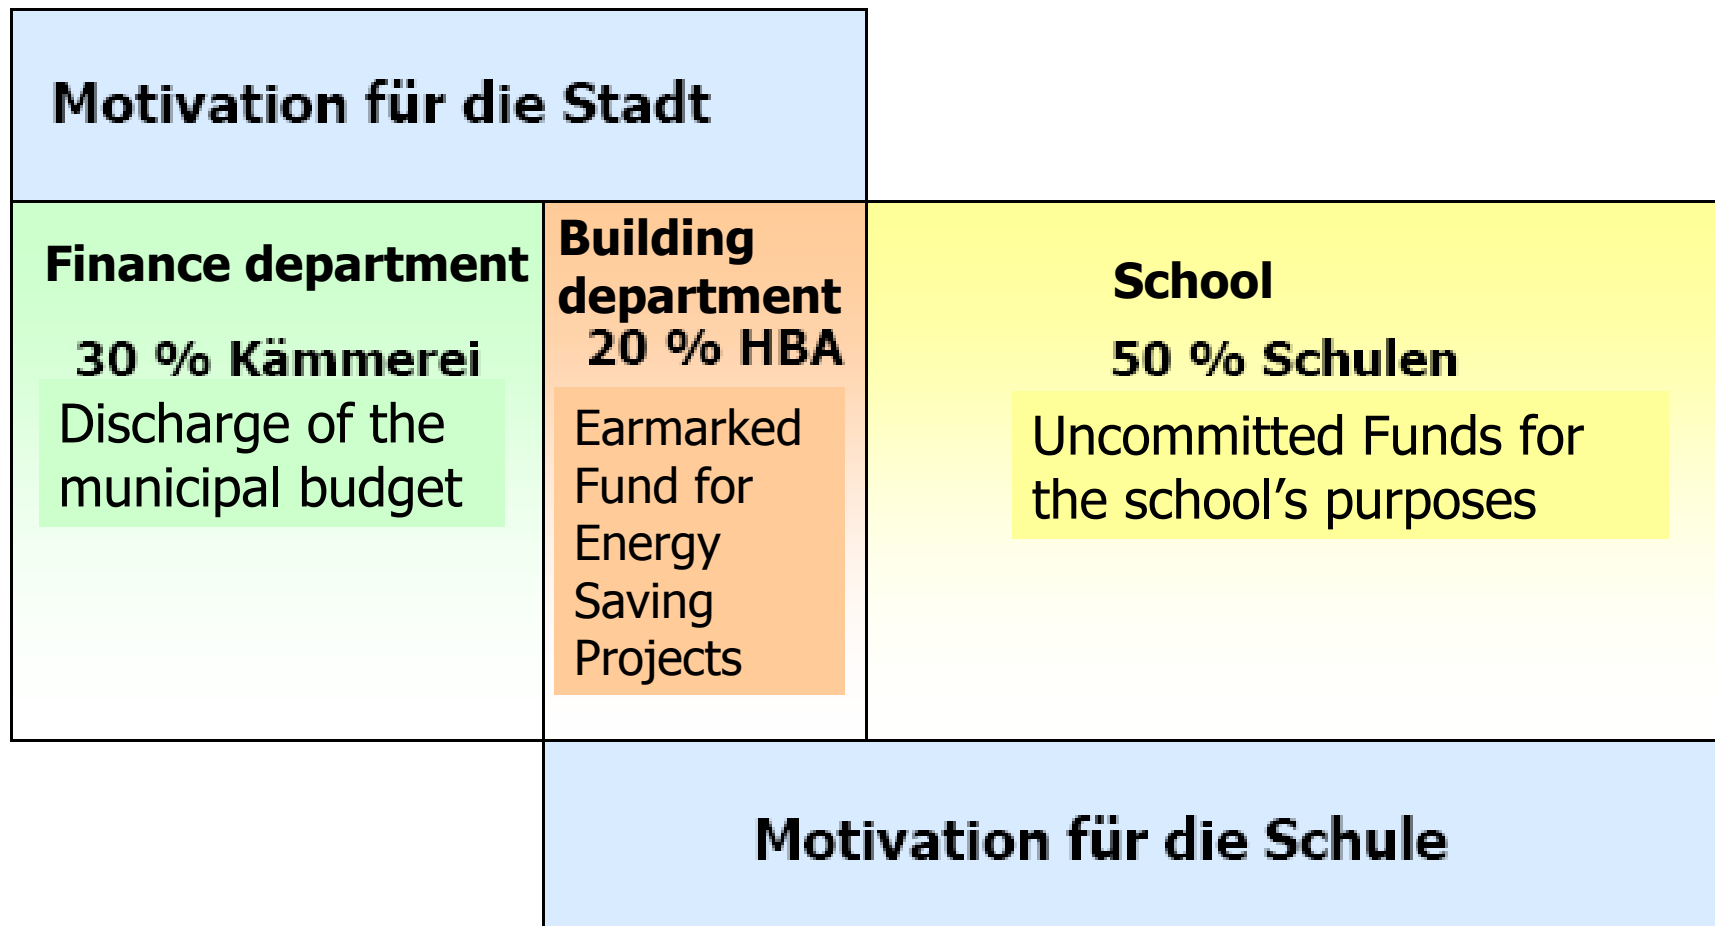 Motivation für die Stadt
Finance department
30 % Kämmerei
Discharge of the
municipal budget
Building
department
20 % HBA
Earmarked
Fund for
Energy
Saving
Projects
School
50 % Schulen
Uncommitted Funds for
the school’s purposes
Motivation für die Schule